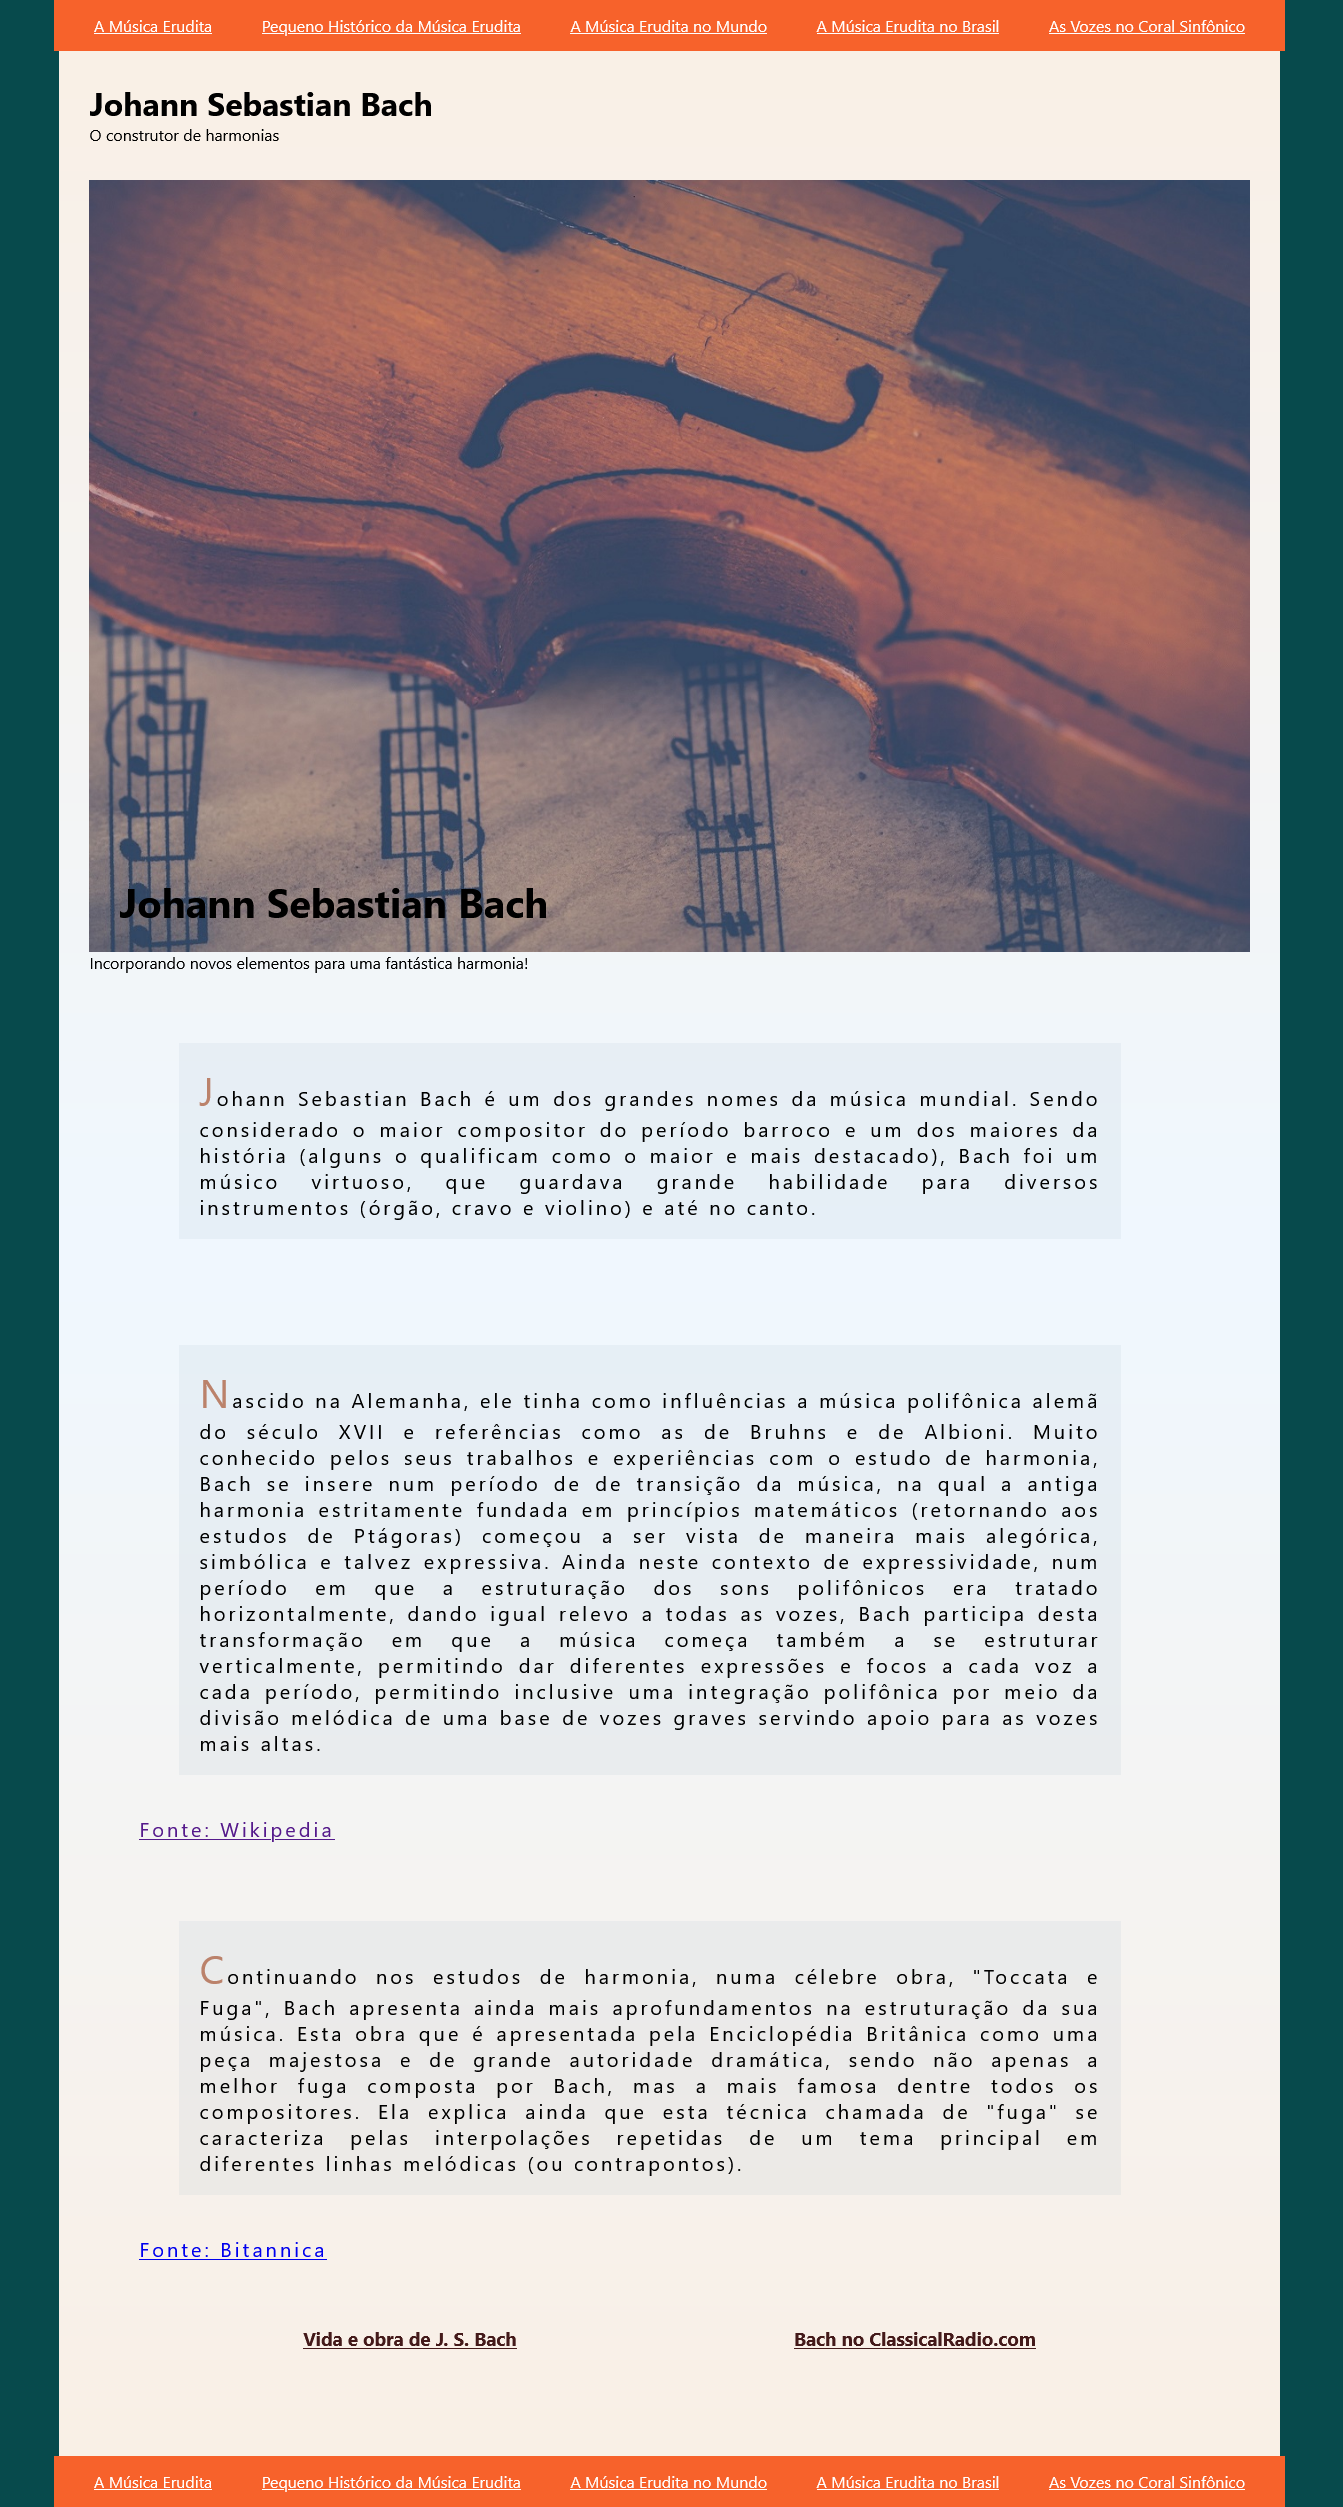 A Música Erudita Pequeno Histórico da Música Erudita A Música Erudita no Mundo A Música Erudita no Brasil As Vozes no Coral Sinfônico
Johann Sebastian Bach
O construtor de harmonias
Johann Sebastian Bach
Incorporando novos elementos para uma fantástica harmonia!
Johann Sebastian Bach é um dos grandes nomes da música mundial. Sendo
considerado o maior compositor do período barroco e um dos maiores da
história (alguns o qualificam como o maior e mais destacado), Bach foi um
músico virtuoso, que guardava grande habilidade para diversos
instrumentos (órgão, cravo e violino) e até no canto.
Nascido na Alemanha, ele tinha como influências a música polifônica alemã
do século XVII e referências como as de Bruhns e de Albioni. Muito
conhecido pelos seus trabalhos e experiências com o estudo de harmonia,
Bach se insere num período de de transição da música, na qual a antiga
harmonia estritamente fundada em princípios matemáticos (retornando aos
estudos de Ptágoras) começou a ser vista de maneira mais alegórica,
simbólica e talvez expressiva. Ainda neste contexto de expressividade, num
período em que a estruturação dos sons polifônicos era tratado
horizontalmente, dando igual relevo a todas as vozes, Bach participa desta
transformação em que a música começa também a se estruturar
verticalmente, permitindo dar diferentes expressões e focos a cada voz a
cada período, permitindo inclusive uma integração polifônica por meio da
divisão melódica de uma base de vozes graves servindo apoio para as vozes
mais altas.
Fonte: Wikipedia
Continuando nos estudos de harmonia, numa célebre obra, "Toccata e
Fuga", Bach apresenta ainda mais aprofundamentos na estruturação da sua
música. Esta obra que é apresentada pela Enciclopédia Britânica como uma
peça majestosa e de grande autoridade dramática, sendo não apenas a
melhor fuga composta por Bach, mas a mais famosa dentre todos os
compositores. Ela explica ainda que esta técnica chamada de "fuga" se
caracteriza pelas interpolações repetidas de um tema principal em
diferentes linhas melódicas (ou contrapontos).
Fonte: Bitannica
Vida e obra de J. S. Bach Bach no ClassicalRadio.com
A Música Erudita Pequeno Histórico da Música Erudita A Música Erudita no Mundo A Música Erudita no Brasil As Vozes no Coral Sinfônico